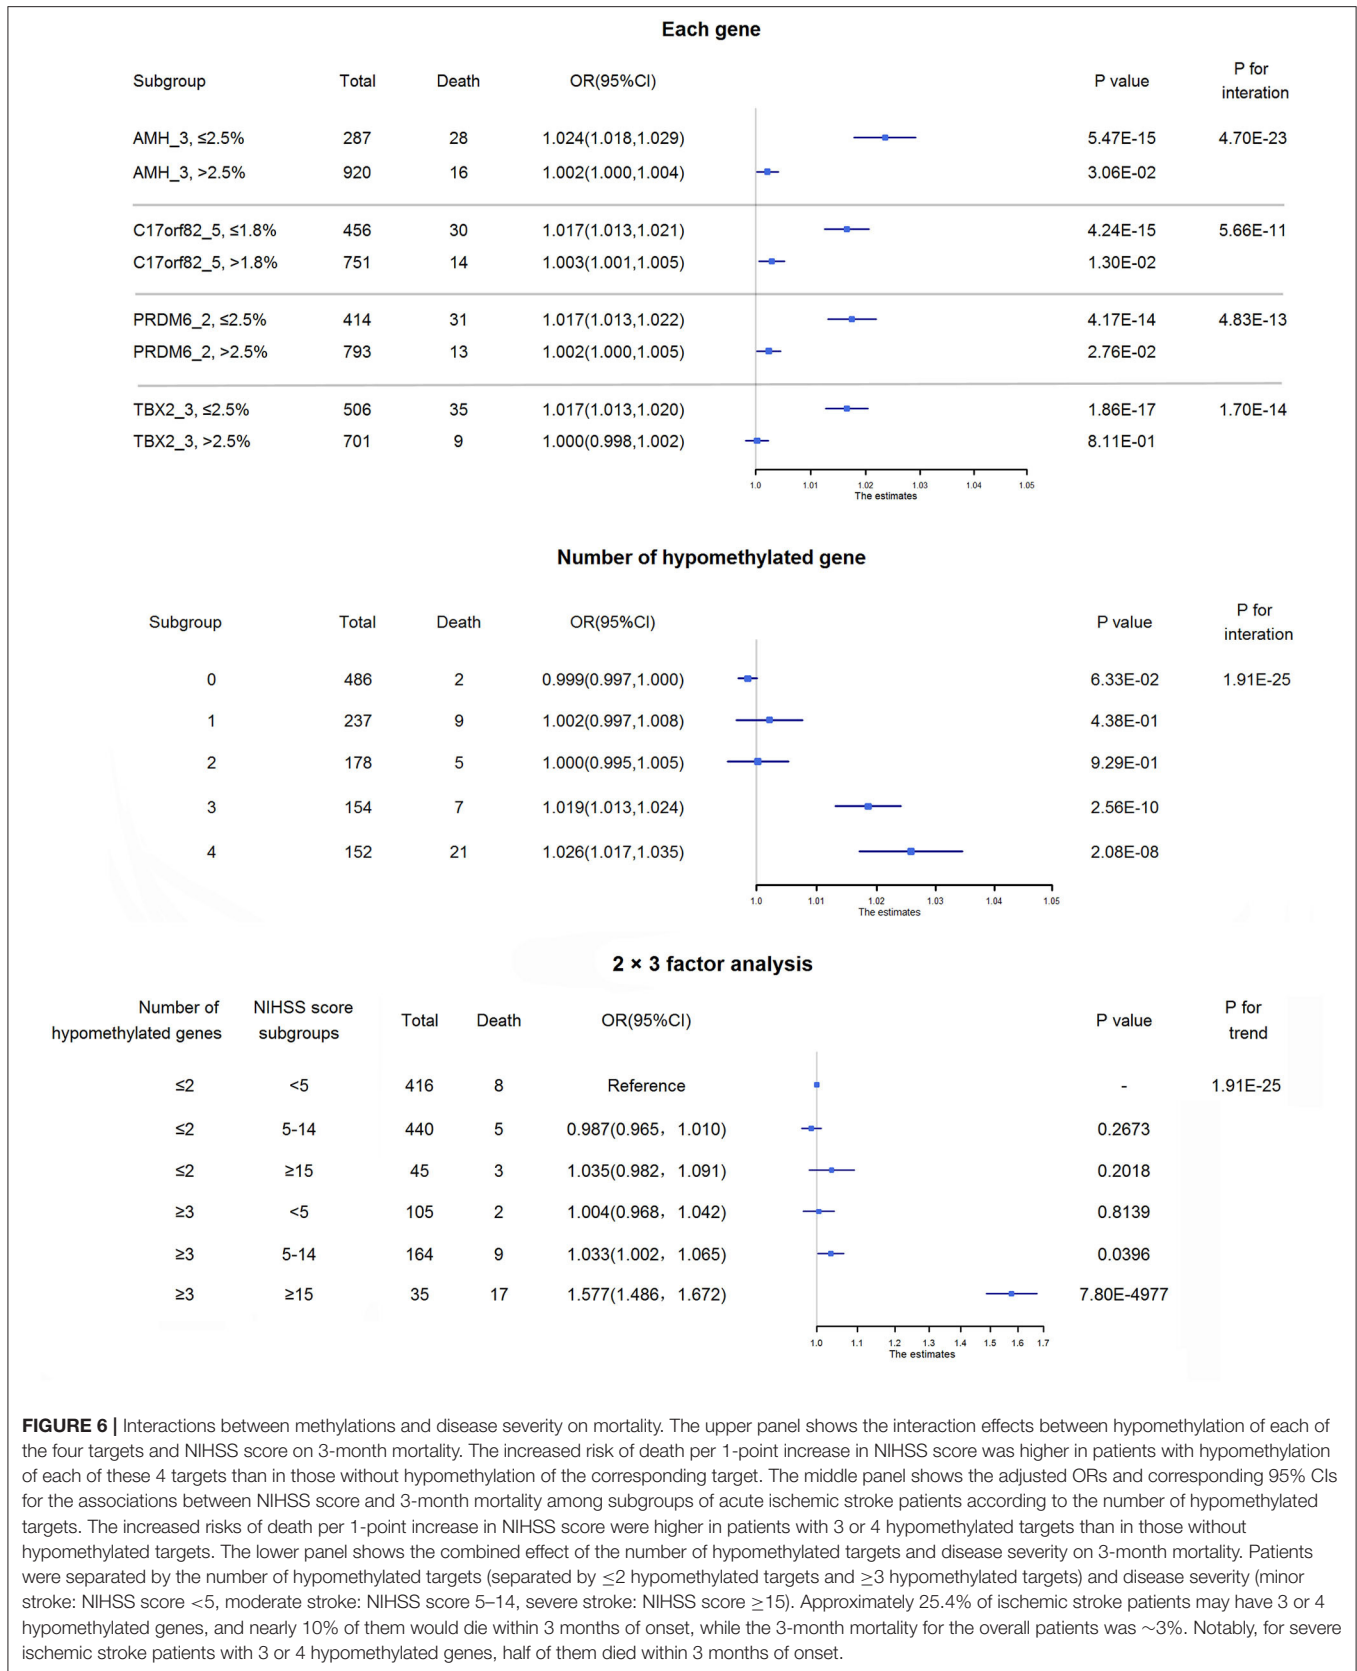 Each gene
Subgroup Total Death OR(95%CI) P value P for interation
AMH_3, ≤2.5% 287 28 1.024(1.018,1.029) 5.47E-15 4.70E-23
AMH_3, >2.5% 920 16 1.002(1.000,1.004) 3.06E-02
C17orf82_5, ≤1.8% 456 30 1.017(1.013,1.021) 4.24E-15 5.66E-11
C17orf82_5, >1.8% 751 14 1.003(1.001,1.005) 1.30E-02
PRDM6_2, ≤2.5% 414 31 1.017(1.013,1.022) 4.17E-14 4.83E-13
PRDM6_2, >2.5% 793 13 1.002(1.000,1.005) 2.76E-02
TBX2_3, ≤2.5% 506 35 1.017(1.013,1.020) 1.86E-17 1.70E-14
TBX2_3, >2.5% 701 9 1.000(0.998,1.002) 8.11E-01
1.0 1.01 1.02 1.03 1.04 1.05
The estimates
Number of hypomethylated gene
Subgroup Total Death OR(95%CI) P value P for interation
0 486 2 0.999(0.997,1.000) 6.33E-02 1.91E-25
1 237 9 1.002(0.997,1.008) 4.38E-01
2 178 5 1.000(0.995,1.005) 9.29E-01
3 154 7 1.019(1.013,1.024) 2.56E-10
4 152 21 1.026(1.017,1.035) 2.08E-08
1.0 1.01 1.02 1.03 1.04 1.05
The estimates
2 × 3 factor analysis
Number of hypomethylated genes NIHSS score subgroups Total Death OR(95%CI) P value P for trend
≤2 <5 416 8 Reference - 1.91E-25
≤2 5-14 440 5 0.987(0.965, 1.010) 0.2673
≤2 ≥15 45 3 1.035(0.982, 1.091) 0.2018
≥3 <5 105 2 1.004(0.968, 1.042) 0.8139
≥3 5-14 164 9 1.033(1.002, 1.065) 0.0396
≥3 ≥15 35 17 1.577(1.486, 1.672) 7.80E-4977
1.0 1.1 1.2 1.3 1.4 1.5 1.6 1.7
The estimates
FIGURE 6 | Interactions between methylations and disease severity on mortality. The upper panel shows the interaction effects between hypomethylation of each of
the four targets and NIHSS score on 3-month mortality. The increased risk of death per 1-point increase in NIHSS score was higher in patients with hypomethylation
of each of these 4 targets than in those without hypomethylation of the corresponding target. The middle panel shows the adjusted ORs and corresponding 95% CIs
for the associations between NIHSS score and 3-month mortality among subgroups of acute ischemic stroke patients according to the number of hypomethylated
targets. The increased risks of death per 1-point increase in NIHSS score were higher in patients with 3 or 4 hypomethylated targets than in those without
hypomethylated targets. The lower panel shows the combined effect of the number of hypomethylated targets and disease severity on 3-month mortality. Patients
were separated by the number of hypomethylated targets (separated by ≤2 hypomethylated targets and ≥3 hypomethylated targets) and disease severity (minor
stroke: NIHSS score <5, moderate stroke: NIHSS score 5–14, severe stroke: NIHSS score ≥15). Approximately 25.4% of ischemic stroke patients may have 3 or 4
hypomethylated genes, and nearly 10% of them would die within 3 months of onset, while the 3-month mortality for the overall patients was ∼3%. Notably, for severe
ischemic stroke patients with 3 or 4 hypomethylated genes, half of them died within 3 months of onset.